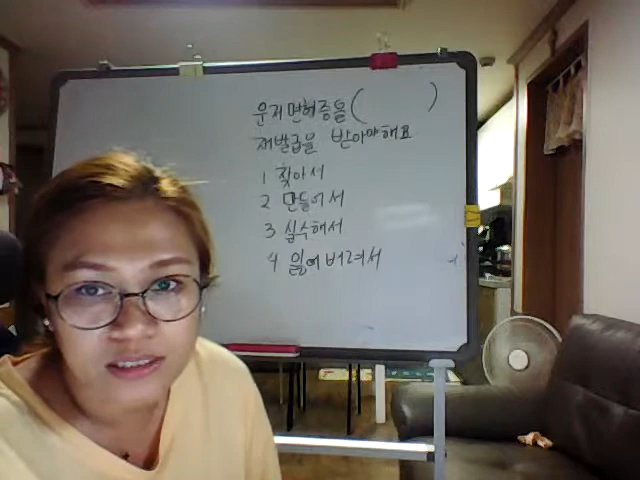 운저면허증을 (      )
재발급을 받아야해요
1 찾아서
2 만들어서
3 실수해서
4 잃어버려서